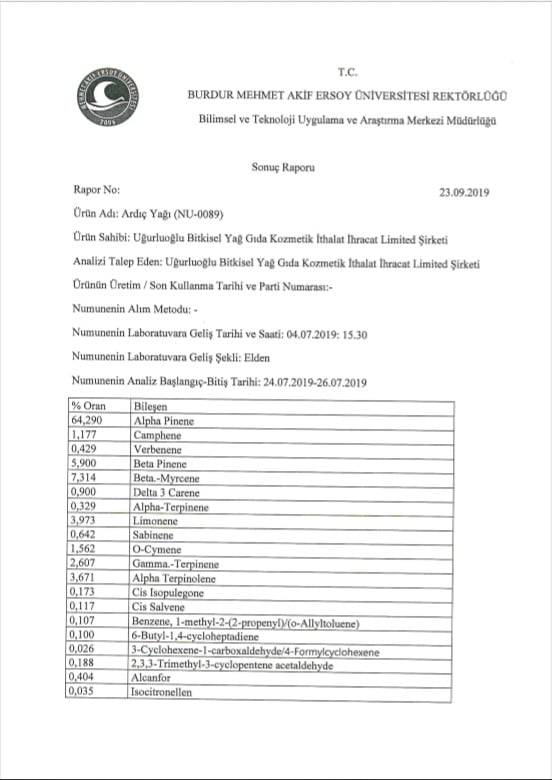 MEHMET AKİF ERSOY ÜNİVERSİTESİ
2006
T.C.
BURDUR MEHMET AKİF ERSOY ÜNİVERSİTESİ REKTÖRLÜĞÜ
Bilimsel ve Teknoloji Uygulama ve Araştırma Merkezi Müdürlüğü
Sonuç Raporu
Rapor No: 23.09.2019
Ürün Adı: Ardıç Yağı (NU-0089)
Ürün Sahibi: Uğurluoğlu Bitkisel Yağ Gıda Kozmetik İthalat İhracat Limited Şirketi
Analizi Talep Eden: Uğurluoğlu Bitkisel Yağ Gıda Kozmetik İthalat İhracat Limited Şirketi
Ürünün Üretim / Son Kullanma Tarihi ve Parti Numarası:-
Numunenin Alım Metodu: -
Numunenin Laboratuvara Geliş Tarihi ve Saati: 04.07.2019: 15.30
Numunenin Laboratuvara Geliş Şekli: Elden
Numunenin Analiz Başlangıç-Bitiş Tarihi: 24.07.2019-26.07.2019
% Oran Bileşen
64,290 Alpha Pinene
1,177 Camphene
0,429 Verbenene
5,900 Beta Pinene
7,314 Beta.-Myrcene
0,900 Delta 3 Carene
0,329 Alpha-Terpinene
3,973 Limonene
0,642 Sabinene
1,562 O-Cymene
2,607 Gamma.-Terpinene
3,671 Alpha Terpinolene
0,173 Cis Isopulegone
0,117 Cis Salvene
0,107 Benzene, 1-methyl-2-(2-propenyl)/(o-Allyltoluene)
0,100 6-Butyl-1,4-cycloheptadiene
0,026 3-Cyclohexene-1-carboxaldehyde/4-Formylcyclohexene
0,188 2,3,3-Trimethyl-3-cyclopentene acetaldehyde
0,404 Alcanfor
0,035 Isocitronellen